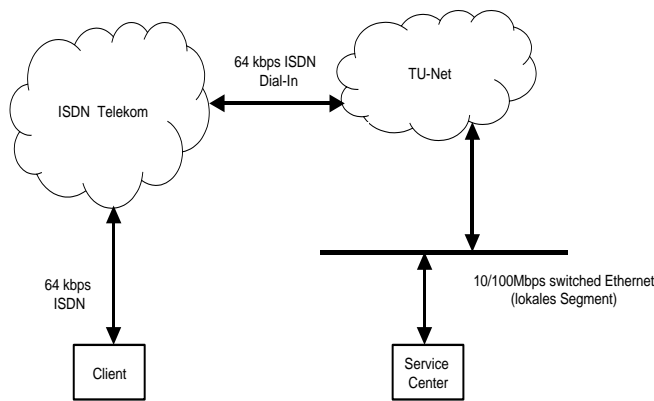 64 kbps ISDN
Dial-In
TU-Net
ISDN Telekom
64 kbps
ISDN
10/100Mbps switched Ethernet
(lokales Segment)
Client
Service
Center